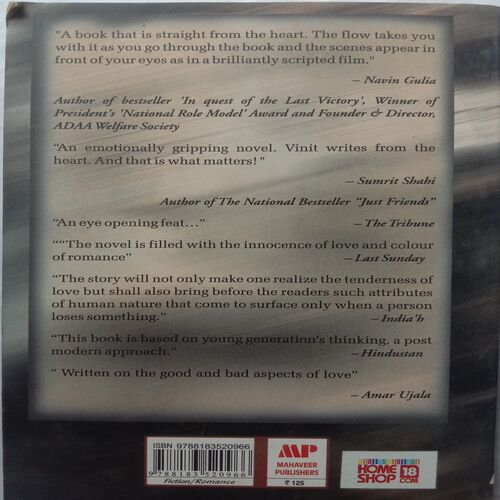 "A book that is straight from the heart. The flow takes you
with it as you go through the book and the scenes appear in
front of your eyes as in a brilliantly scripted film."
– Navin Gulia
Author of bestseller 'In quest of the Last Victory', Winner of
President's 'National Role Model' Award and Founder & Director,
ADAA Welfare Society
"An emotionally gripping novel. Vinit writes from the
heart. And that is what matters! "
– Sumrit Shahi
Author of The National Bestseller "Just Friends"
"An eye opening feat..." – The Tribune
""The novel is filled with the innocence of love and colour
of romance" – Last Sunday
"The story will not only make one realize the tenderness of
love but shall also bring before the readers such attributes
of human nature that come to surface only when a person
loses something." – India'h
"This book is based on young generation's thinking, a post
modern approach." – Hindustan
" Written on the good and bad aspects of love"
– Amar Ujala
ISBN 9788183520966
9 788183 520966
Fiction/Romance
MP
MAHAVEER
PUBLISHERS
₹ 125
HOME
SHOP
18
.COM